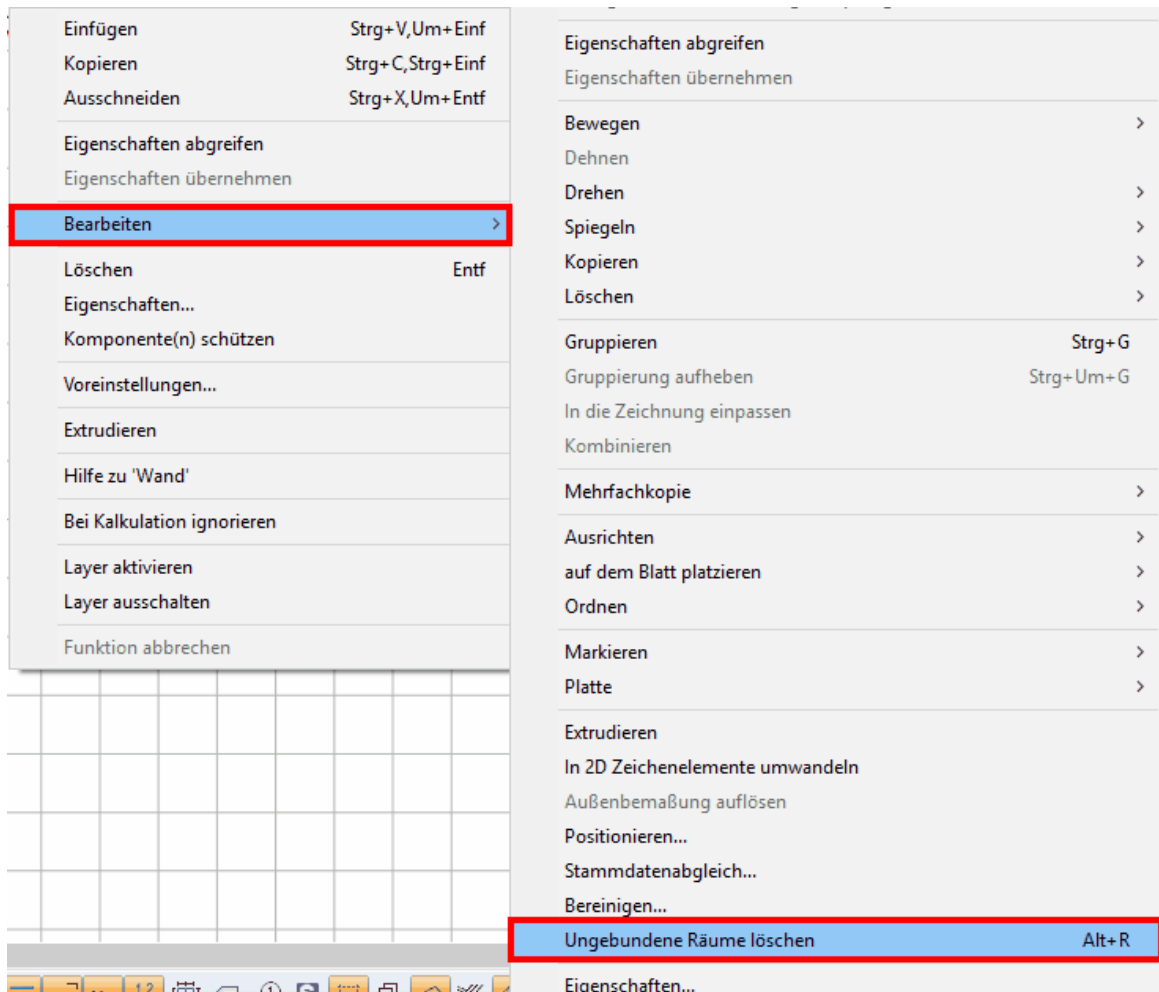 Einfügen Strg+V,Um+Einf
Kopieren Strg+C,Strg+Einf
Ausschneiden Strg+X,Um+Entf
Eigenschaften abgreifen
Eigenschaften übernehmen
Bearbeiten
Löschen Entf
Eigenschaften...
Komponente(n) schützen
Voreinstellungen...
Extrudieren
Hilfe zu 'Wand'
Bei Kalkulation ignorieren
Layer aktivieren
Layer ausschalten
Funktion abbrechen
Eigenschaften abgreifen
Eigenschaften übernehmen
Bewegen
Dehnen
Drehen
Spiegeln
Kopieren
Löschen
Gruppieren Strg+G
Gruppierung aufheben Strg+Um+G
In die Zeichnung einpassen
Kombinieren
Mehrfachkopie
Ausrichten
auf dem Blatt platzieren
Ordnen
Markieren
Platte
Extrudieren
In 2D Zeichenelemente umwandeln
Außenbemaßung auflösen
Positionieren...
Stammdatenabgleich...
Bereinigen...
Ungebundene Räume löschen Alt+R
Eigenschaften...